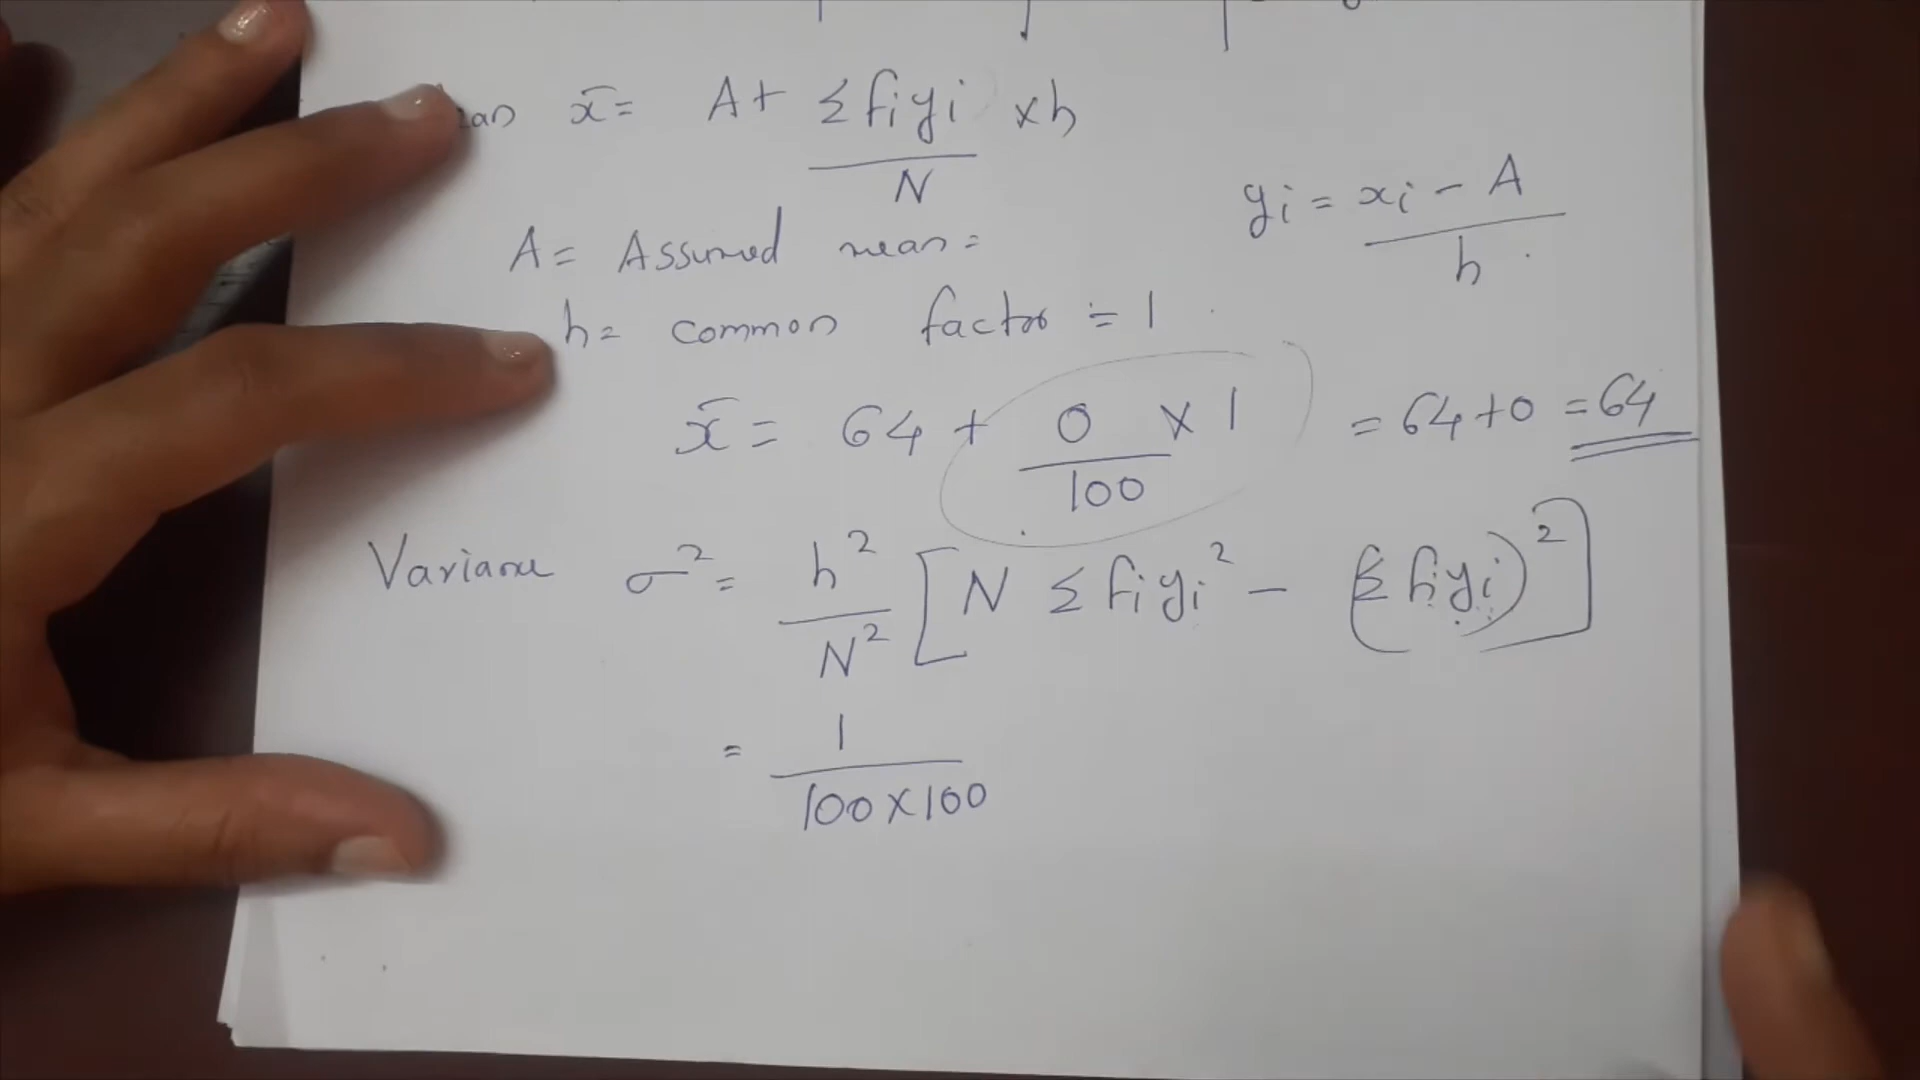 x̄ = A + Σfiyi/N × h
yi = xi - A / h
A = Assumed mean =
h = common factor = 1
x̄ = 64 + 0/100 × 1 = 64 + 0 = 64
Variance σ² = h²/N² [N Σfiyi² - (Σfiyi)²]
= 1/100×100